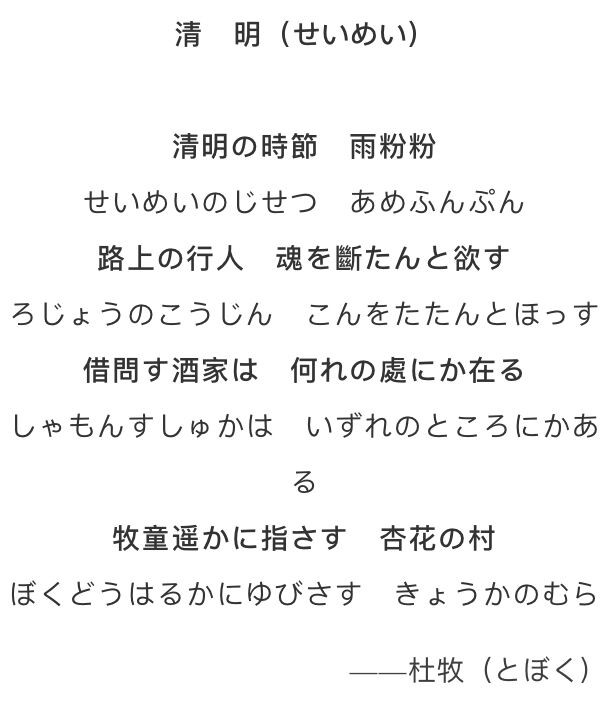 清　明（せいめい）
清明の時節　雨粉粉
せいめいのじせつ　あめふんぷん
路上の行人　魂を斷たんと欲す
ろじょうのこうじん　こんをたたんとほっす
借問す酒家は　何れの處にか在る
しゃもんすしゅかは　いずれのところにかあ
る
牧童遥かに指さす　杏花の村
ぼくどうはるかにゆびさす　きょうかのむら
——杜牧（とぼく）